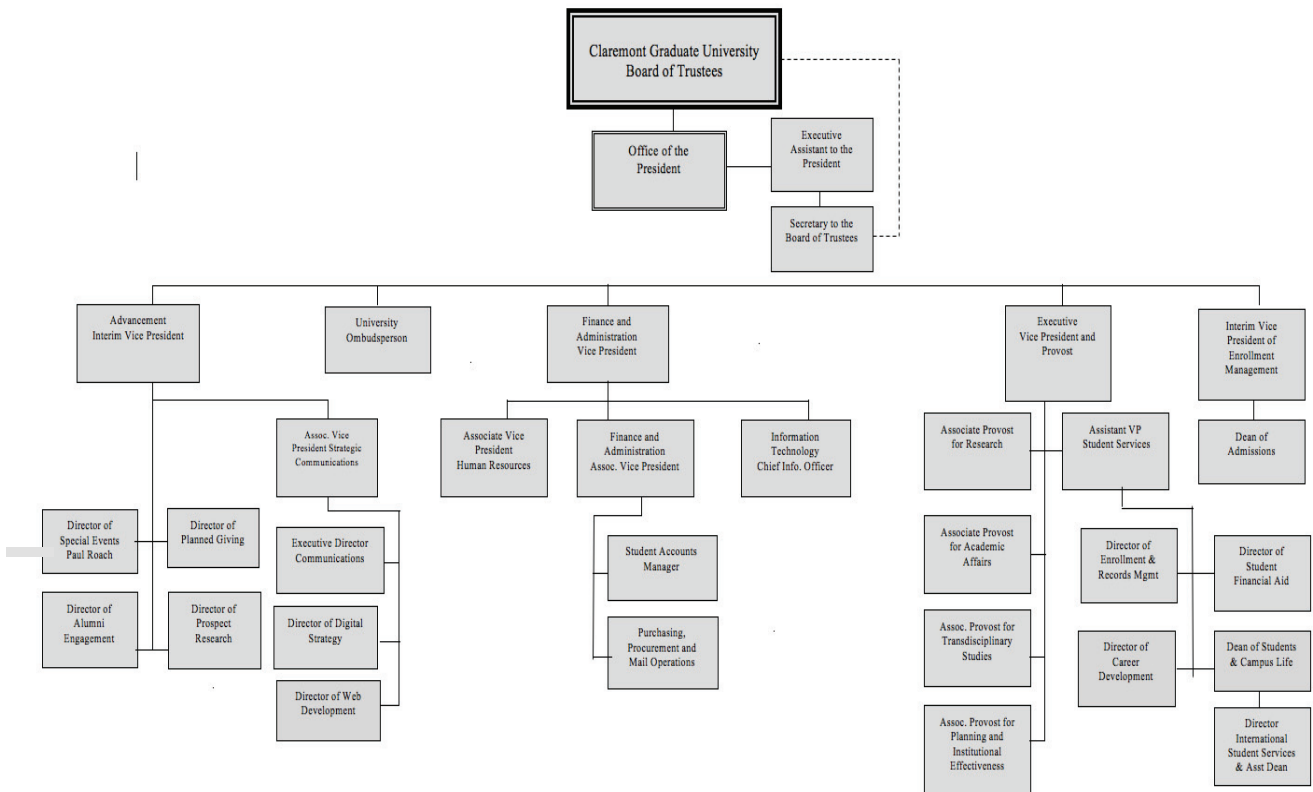 Claremont Graduate University
Board of Trustees
Office of the
President
Executive
Assistant to the
President
Secretary to the
Board of Trustees
Advancement
Interim Vice President
University
Ombudsperson
Finance and
Administration
Vice President
Executive
Vice President and
Provost
Interim Vice
President of
Enrollment
Management
Assoc. Vice
President Strategic
Communications
Associate Vice
President
Human Resources
Finance and
Administration
Assoc. Vice President
Information
Technology
Chief Info. Officer
Associate Provost
for Research
Assistant VP
Student Services
Dean of
Admissions
Director of
Special Events
Paul Roach
Director of
Planned Giving
Executive Director
Communications
Student Accounts
Manager
Associate Provost
for Academic
Affairs
Director of
Enrollment &
Records Mgmt
Director of
Student
Financial Aid
Director of
Alumni
Engagement
Director of
Prospect
Research
Director of Digital
Strategy
Purchasing,
Procurement and
Mail Operations
Assoc. Provost for
Transdisciplinary
Studies
Director of
Career
Development
Dean of Students
& Campus Life
Director of Web
Development
Assoc. Provost for
Planning and
Institutional
Effectiveness
Director
International
Student Services
& Asst Dean